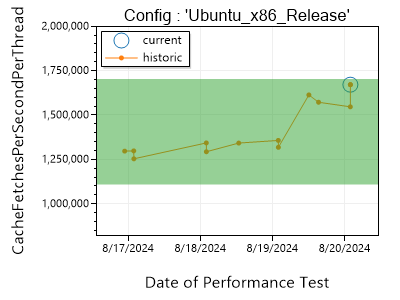 Config : 'Ubuntu_x86_Release'
CacheFetchesPerSecondPerThread
2,000,000
1,750,000
1,500,000
1,250,000
1,000,000
current
historic
8/17/2024 8/18/2024 8/19/2024 8/20/2024
Date of Performance Test